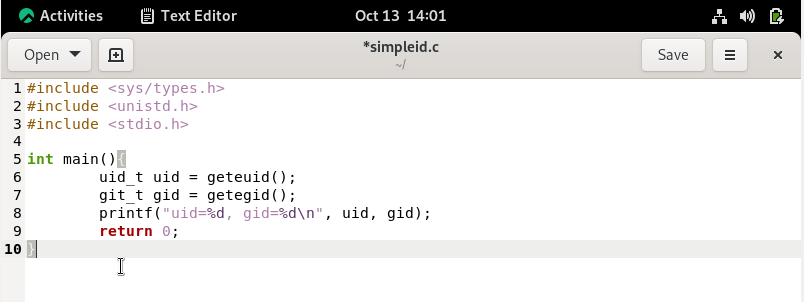 Activities Text Editor Oct 13 14:01
Open *simpleid.c Save
~/
1 #include <sys/types.h>
2 #include <unistd.h>
3 #include <stdio.h>
4
5 int main(){
6 uid_t uid = geteuid();
7 git_t gid = getegid();
8 printf("uid=%d, gid=%d\n", uid, gid);
9 return 0;
10 }